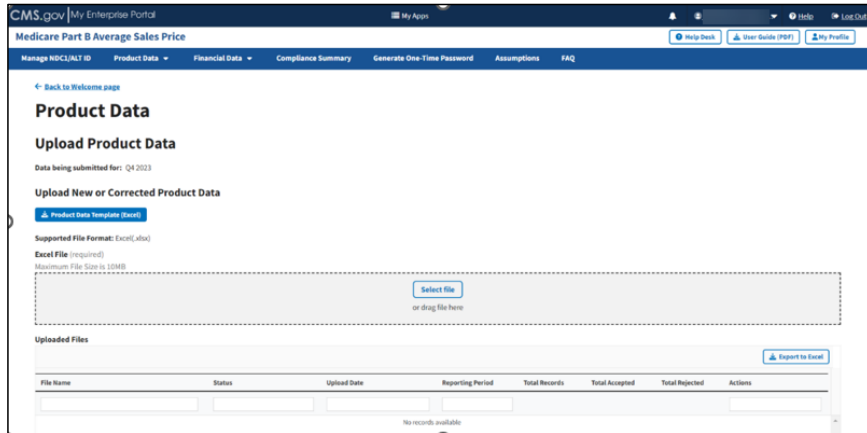 CMS.gov My Enterprise Portal My Apps Help Log Out
Medicare Part B Average Sales Price Help Desk User Guide (PDF) My Profile
Manage NDC1/ALT ID Product Data Financial Data Compliance Summary Generate One-Time Password Assumptions FAQ
Back to Welcome page
Product Data
Upload Product Data
Data being submitted for: Q4 2023
Upload New or Corrected Product Data
Product Data Template (Excel)
Supported File Format: Excel(.xlsx)
Excel File (required)
Maximum File Size is 10MB
Select file
or drag file here
Uploaded Files
Export to Excel
File Name Status Upload Date Reporting Period Total Records Total Accepted Total Rejected Actions
No records available